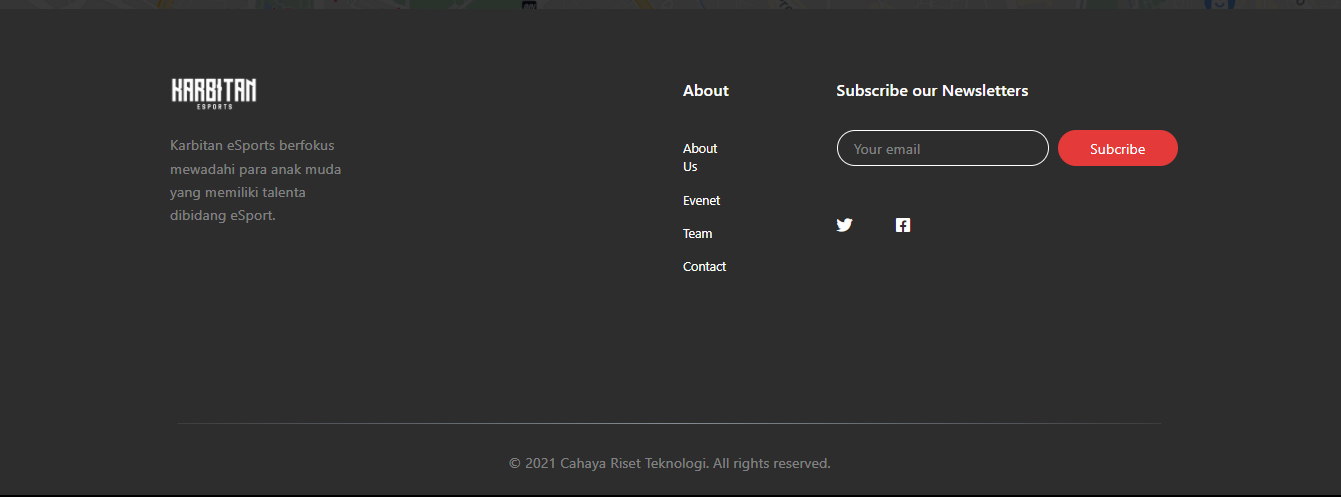 KARBITAN
ESPORTS
Karbitan eSports berfokus
mewadahi para anak muda
yang memiliki talenta
dibidang eSport.
About
About
Us
Evenet
Team
Contact
Subscribe our Newsletters
Your email
Subcribe
© 2021 Cahaya Riset Teknologi. All rights reserved.